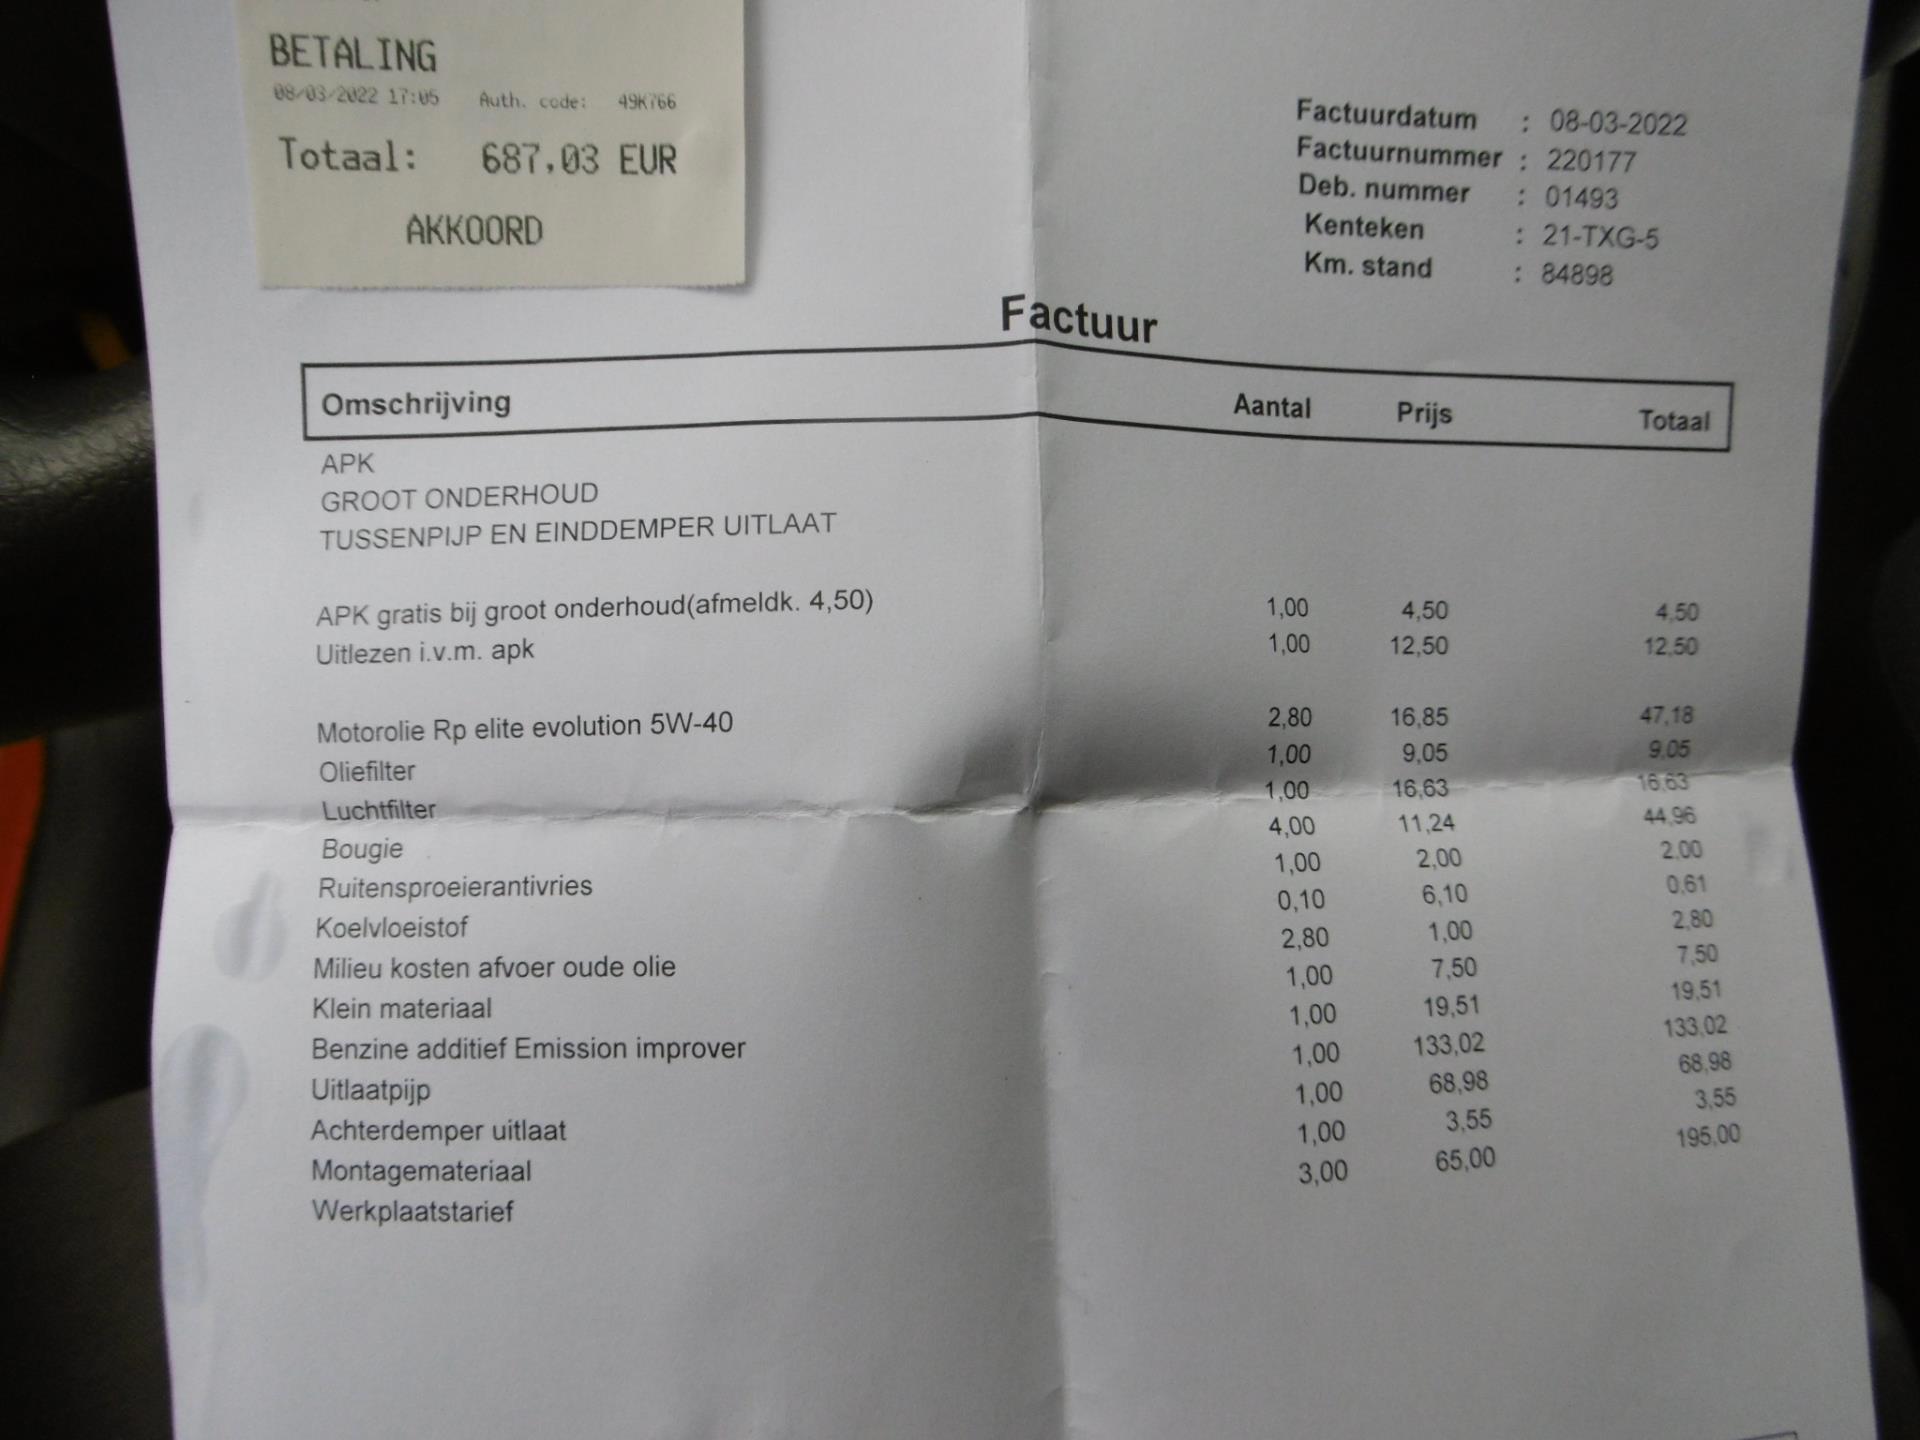 BETALING
08/03/2022 17:05 Auth. code: 49K766
Totaal: 687,03 EUR
AKKOORD
Factuurdatum : 08-03-2022
Factuurnummer : 220177
Deb. nummer : 01493
Kenteken : 21-TXG-5
Km. stand : 84898
Factuur
Omschrijving Aantal Prijs Totaal
APK
GROOT ONDERHOUD
TUSSENPIJP EN EINDDEMPER UITLAAT
APK gratis bij groot onderhoud(afmeldk. 4,50) 1,00 4,50 4,50
Uitlezen i.v.m. apk 1,00 12,50 12,50
Motorolie Rp elite evolution 5W-40 2,80 16,85 47,18
Oliefilter 1,00 9,05 9,05
Luchtfilter 1,00 16,63 16,63
Bougie 4,00 11,24 44,96
Ruitensproeierantivries 1,00 2,00 2,00
Koelvloeistof 0,10 6,10 0,61
Milieu kosten afvoer oude olie 2,80 1,00 2,80
Klein materiaal 1,00 7,50 7,50
Benzine additief Emission improver 1,00 19,51 19,51
Uitlaatpijp 1,00 133,02 133,02
Achterdemper uitlaat 1,00 68,98 68,98
Montagemateriaal 1,00 3,55 3,55
Werkplaatstarief 3,00 65,00 195,00